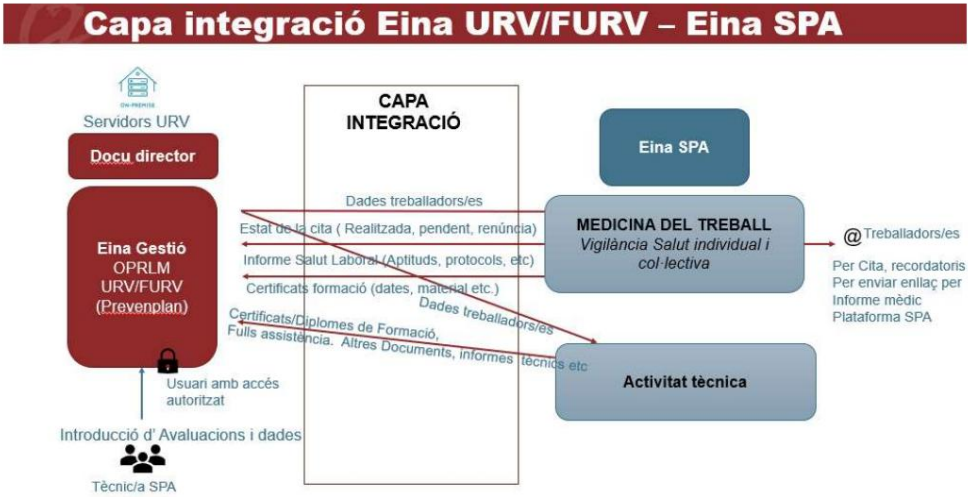 Capa integració Eina URV/FURV – Eina SPA
ON-PREMISE
Servidors URV
Docu director
Eina Gestió
OPRLM
URV/FURV
(Prevenplan)
Usuari amb accés
autoritzat
Introducció d' Avaluacions i dades
Tècnic/a SPA
CAPA
INTEGRACIÓ
Dades treballadors/es
Estat de la cita ( Realitzada, pendent, renúncia)
Informe Salut Laboral (Aptituds, protocols, etc)
Certificats formació (dates, material etc.)
Dades treballadors/es
Certificats/Diplomes de Formació,
Fulls assistència. Altres Documents, informes tècnics etc
Eina SPA
MEDICINA DEL TREBALL
Vigilància Salut individual i
col·lectiva
Activitat tècnica
@Treballadors/es
Per Cita, recordatoris
Per enviar enllaç per
Informe mèdic
Plataforma SPA